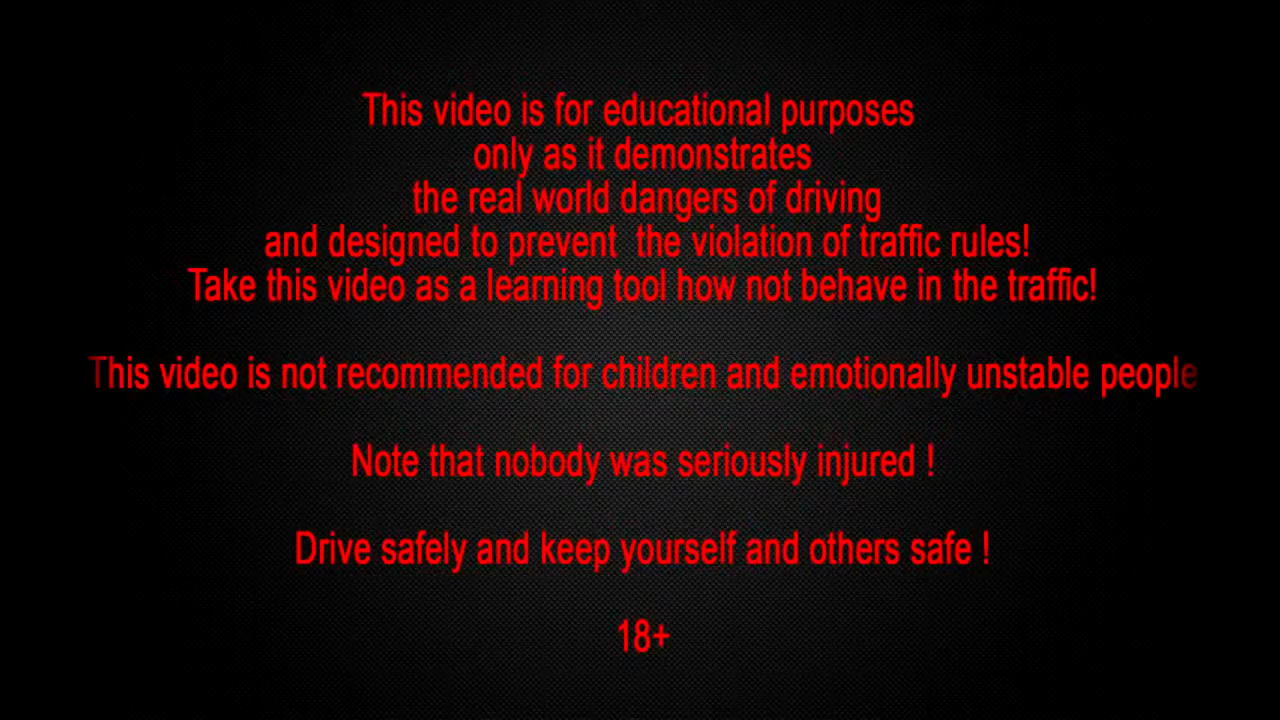 This video is for educational purposes
only as it demonstrates
the real world dangers of driving
and designed to prevent  the violation of traffic rules!
Take this video as a learning tool how not behave in the traffic!
This video is not recommended for children and emotionally unstable people
Note that nobody was seriously injured !
Drive safely and keep yourself and others safe !
18+